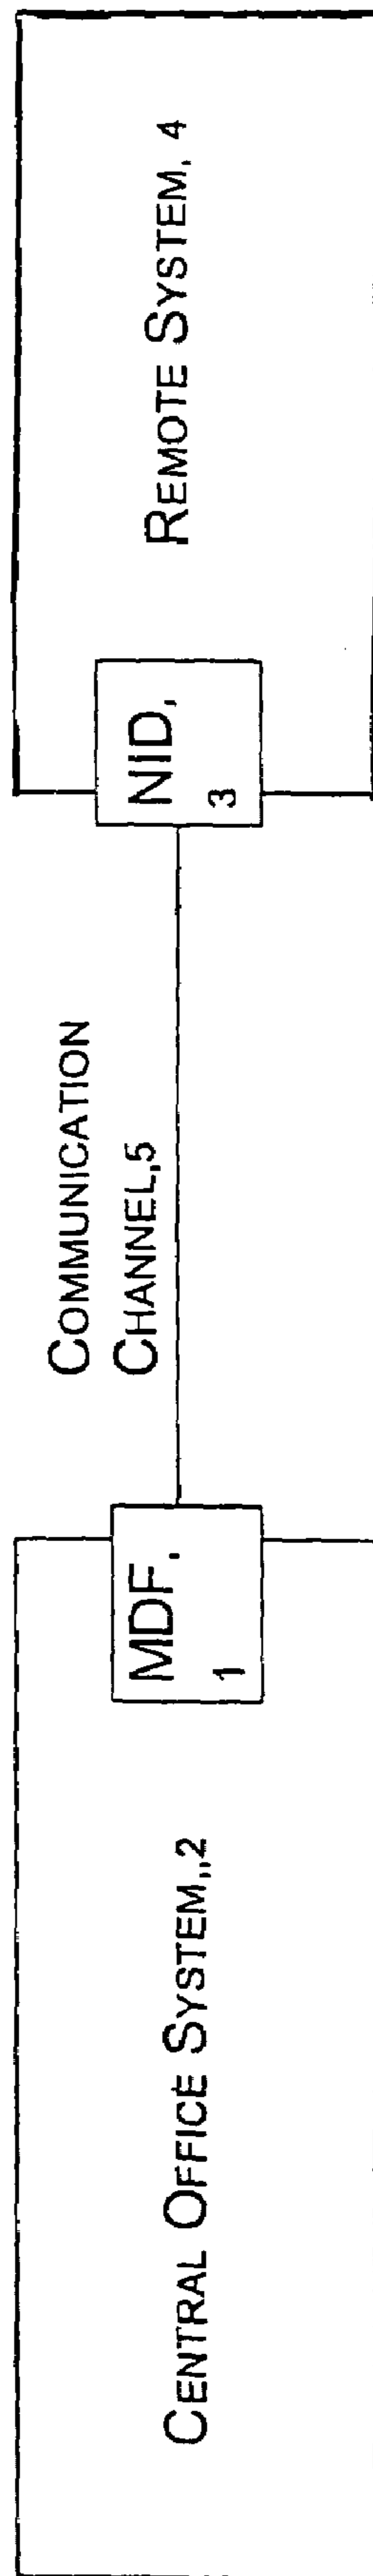 CENTRAL OFFICE SYSTEM,,2
MDF,
1
COMMUNICATION
CHANNEL,5
NID,
3
REMOTE SYSTEM, 4